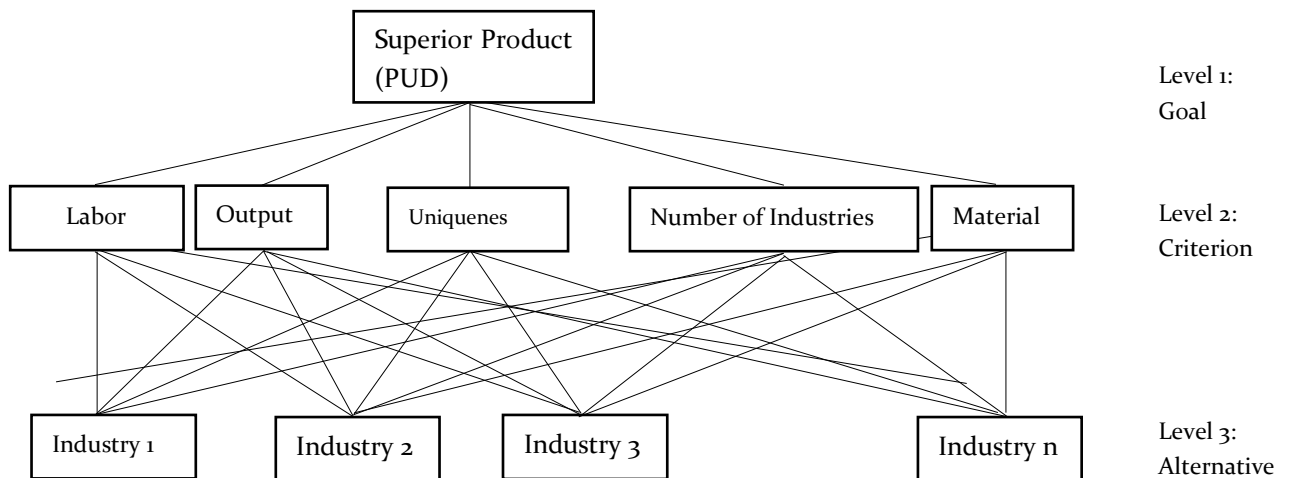 Superior Product
(PUD)
Level 1:
Goal
Labor
Output
Uniquenes
Number of Industries
Material
Level 2:
Criterion
Industry 1
Industry 2
Industry 3
Industry n
Level 3:
Alternative